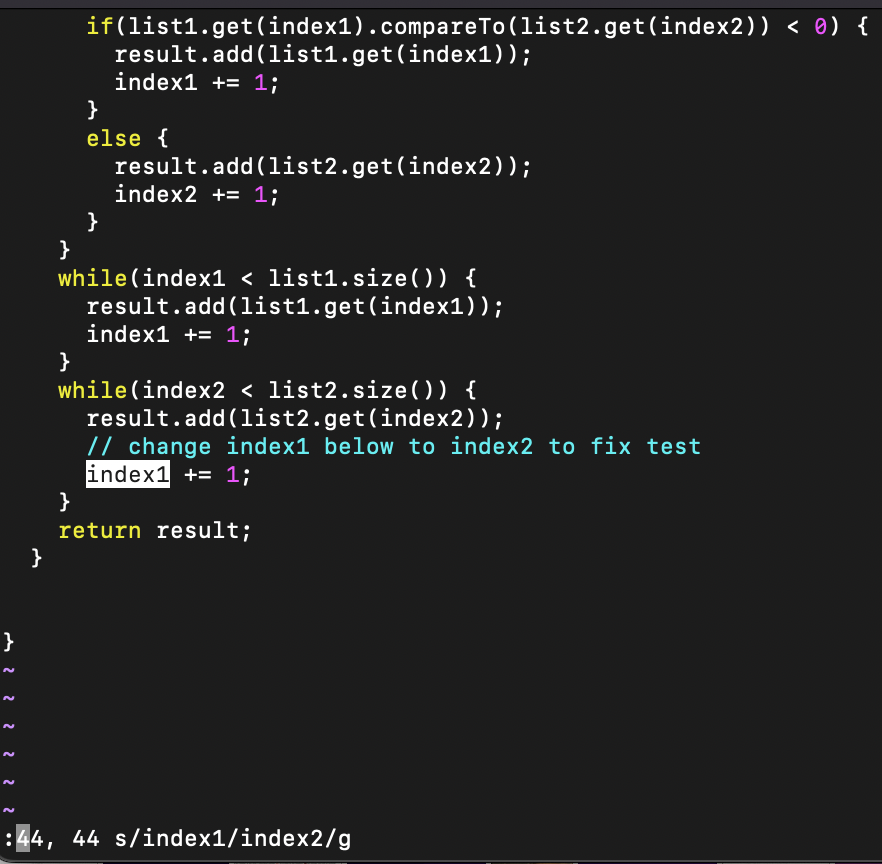 if(list1.get(index1).compareTo(list2.get(index2)) < 0) {
result.add(list1.get(index1));
index1 += 1;
}
else {
result.add(list2.get(index2));
index2 += 1;
}
}
while(index1 < list1.size()) {
result.add(list1.get(index1));
index1 += 1;
}
while(index2 < list2.size()) {
result.add(list2.get(index2));
// change index1 below to index2 to fix test
index1 += 1;
}
return result;
}
}
~
~
~
~
~
~
:44, 44 s/index1/index2/g